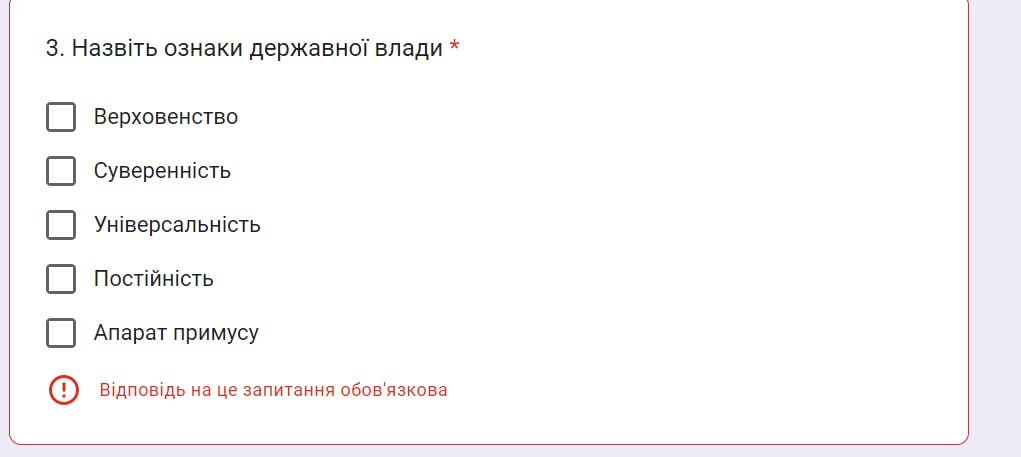 3. Назвіть ознаки державної влади *
Верховенство
Суверенність
Універсальність
Постійність
Апарат примусу
Відповідь на це запитання обов'язкова